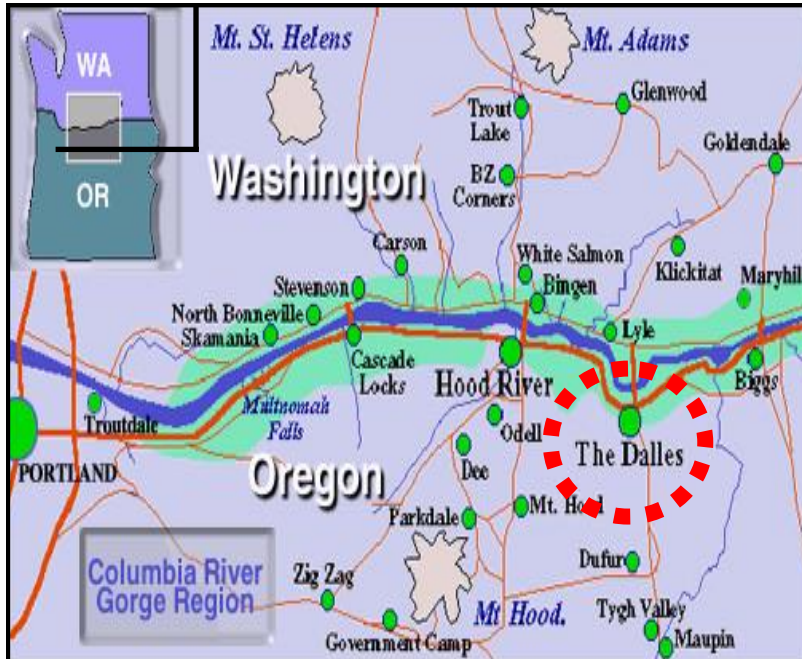 Mt. St. Helens
Mt. Adams
WA
OR
Trout
Lake
Glenwood
Goldendale
BZ
Corners
Washington
Carson
White Salmon
Klickitat
Stevenson
Bingen
Maryhil
North Bonneville
Skamania
Lyle
Cascade
Locks
Hood River
Biggs
Multnomah
Falls
Troutdale
Odell
The Dalles
PORTLAND
Oregon
Dee
Parkdale
Mt. Hood
Columbia River
Gorge Region
Zig Zag
Dufur
Mt Hood.
Tygh Valley
Government Camp
Maupin